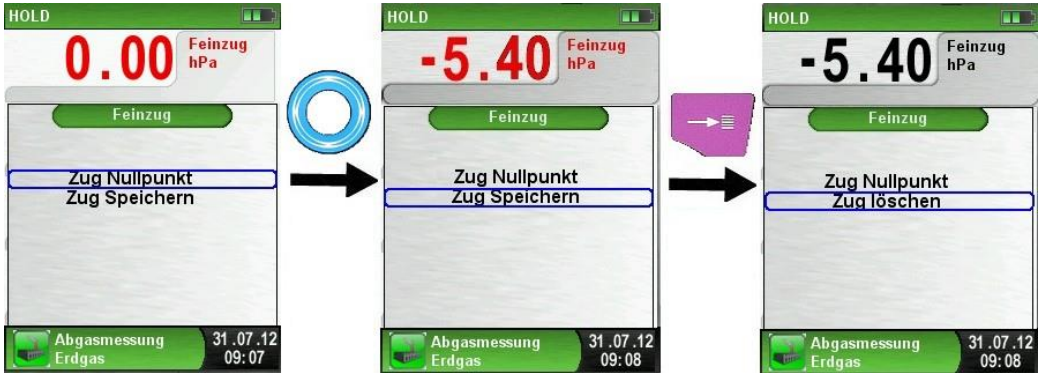 HOLD
0.00 Feinzug
hPa
Feinzug
Zug Nullpunkt
Zug Speichern
Abgasmessung 31.07.12
Erdgas 09:07
HOLD
-5.40 Feinzug
hPa
Feinzug
Zug Nullpunkt
Zug Speichern
Abgasmessung 31.07.12
Erdgas 09:08
HOLD
-5.40 Feinzug
hPa
Feinzug
Zug Nullpunkt
Zug löschen
Abgasmessung 31.07.12
Erdgas 09:08